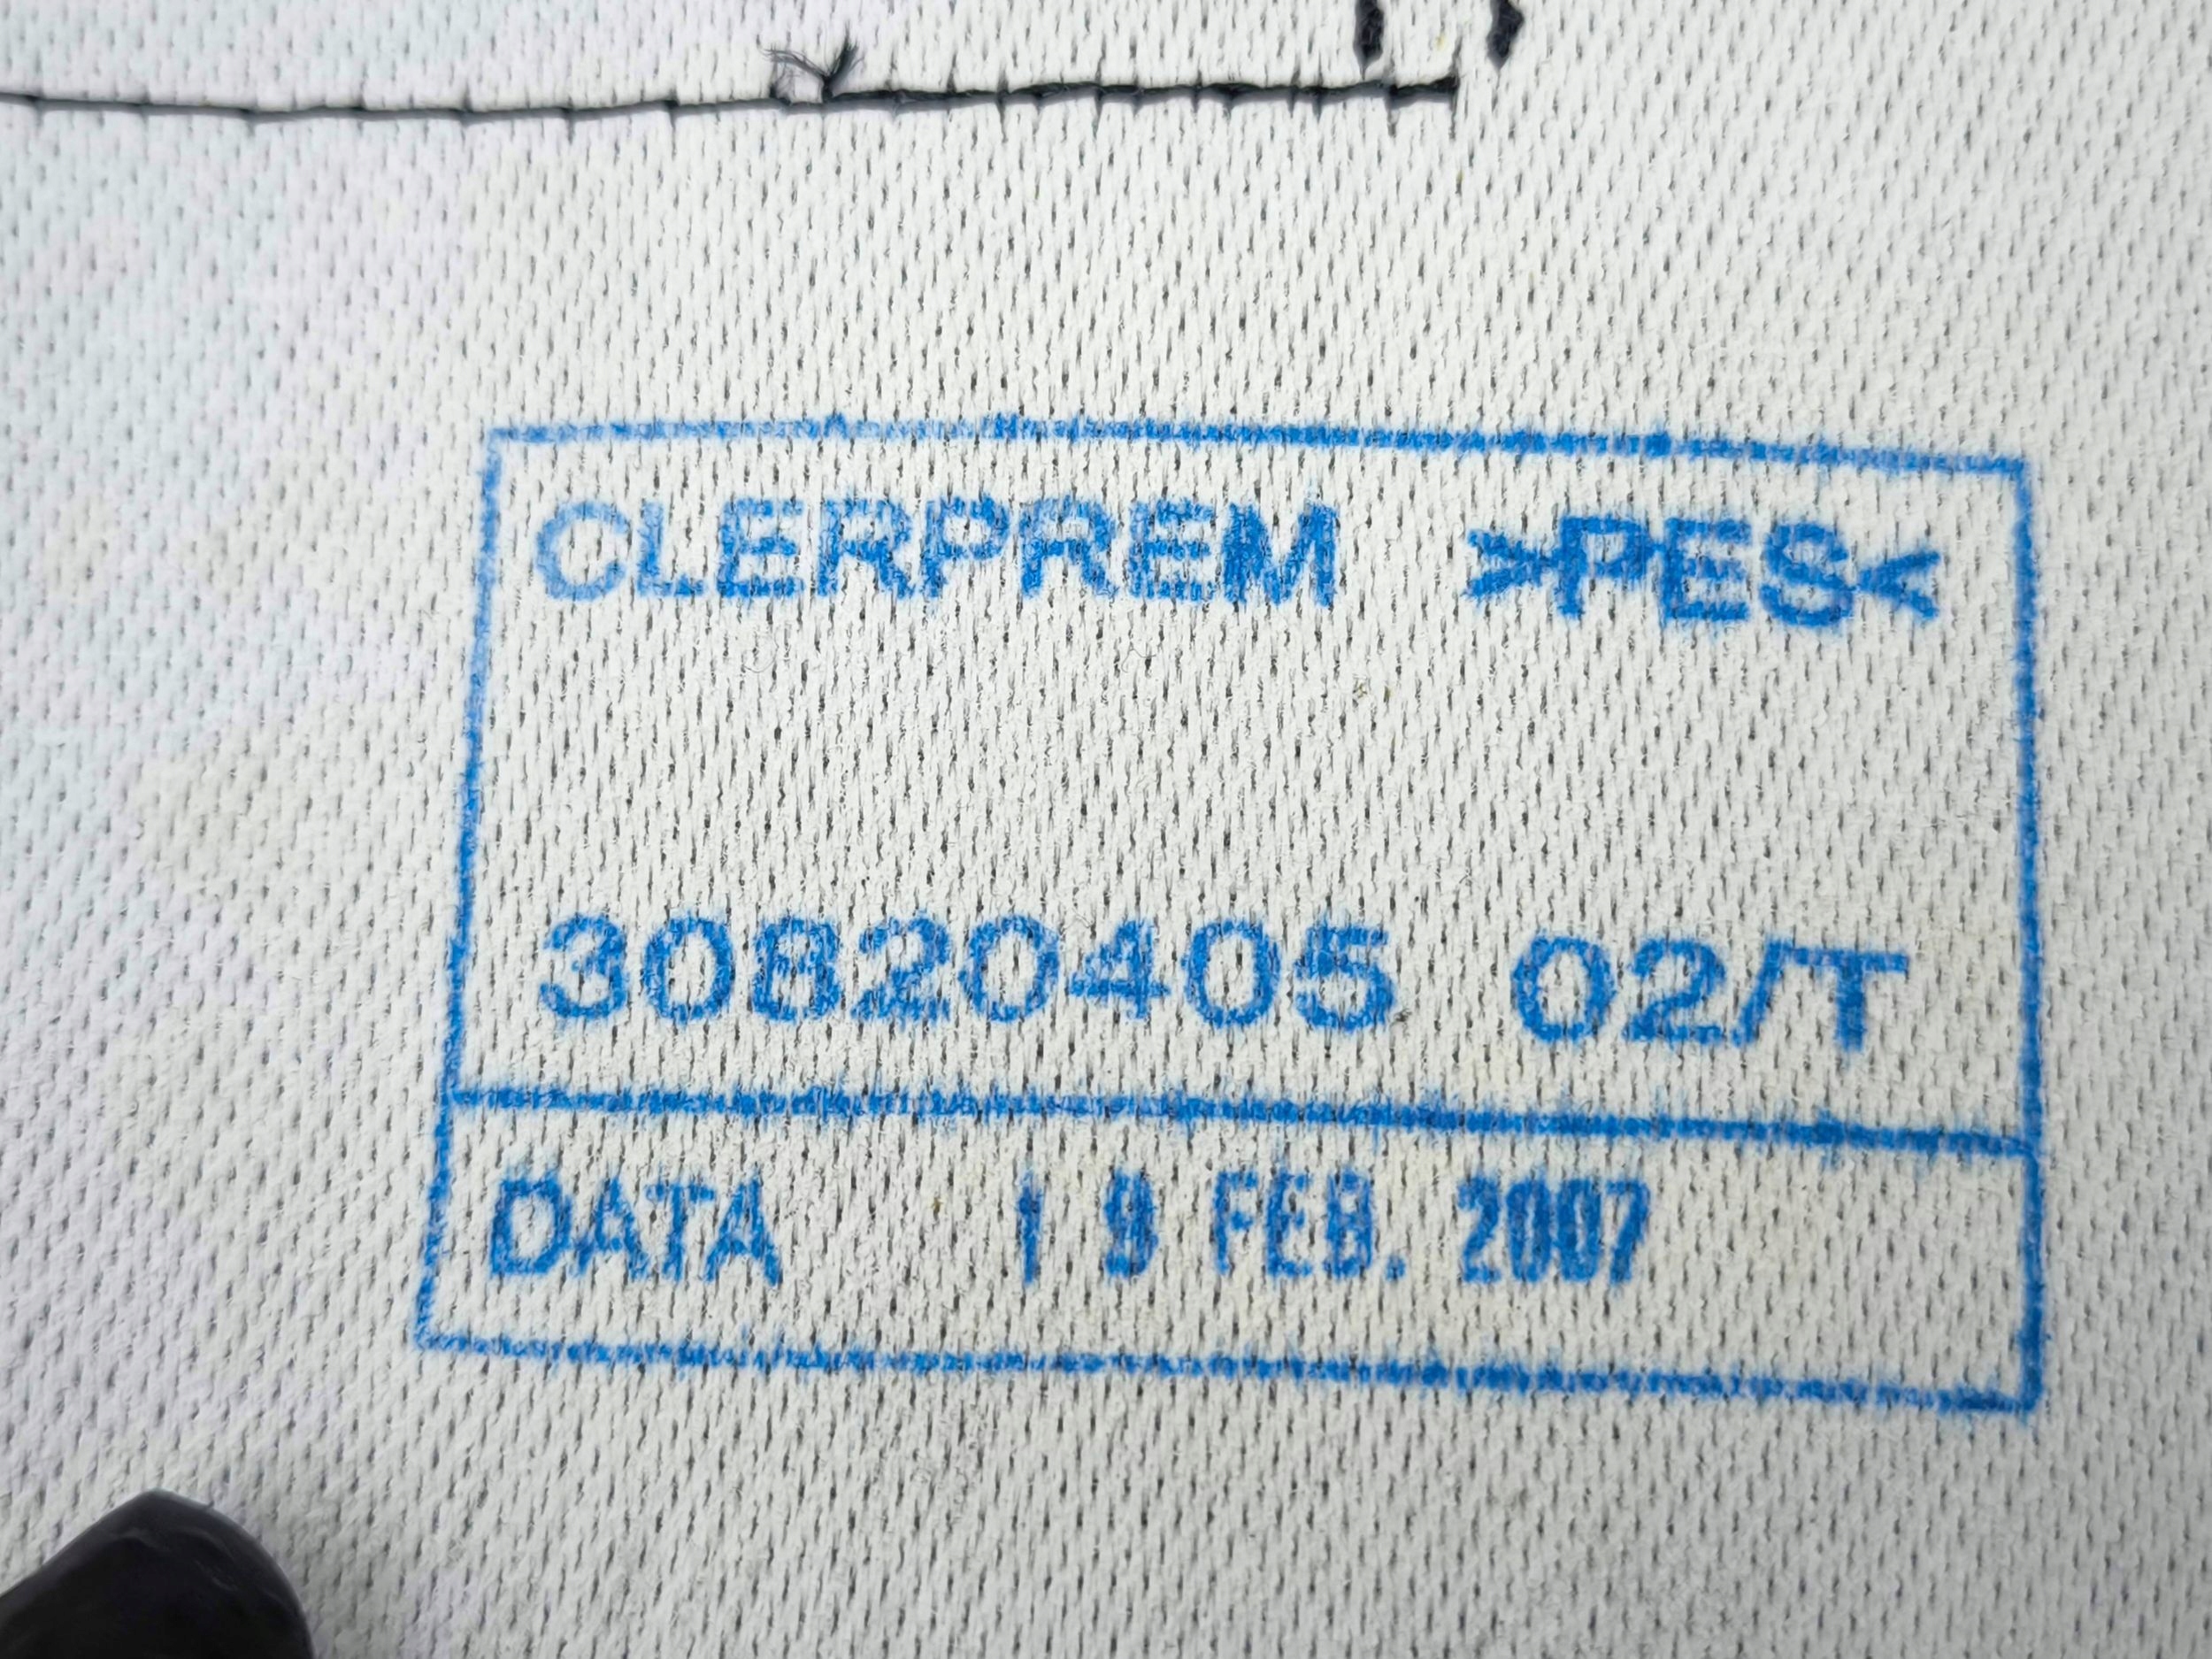 CLERPREM >PES<
30820405 02/T
DATA 19 FEB. 2007